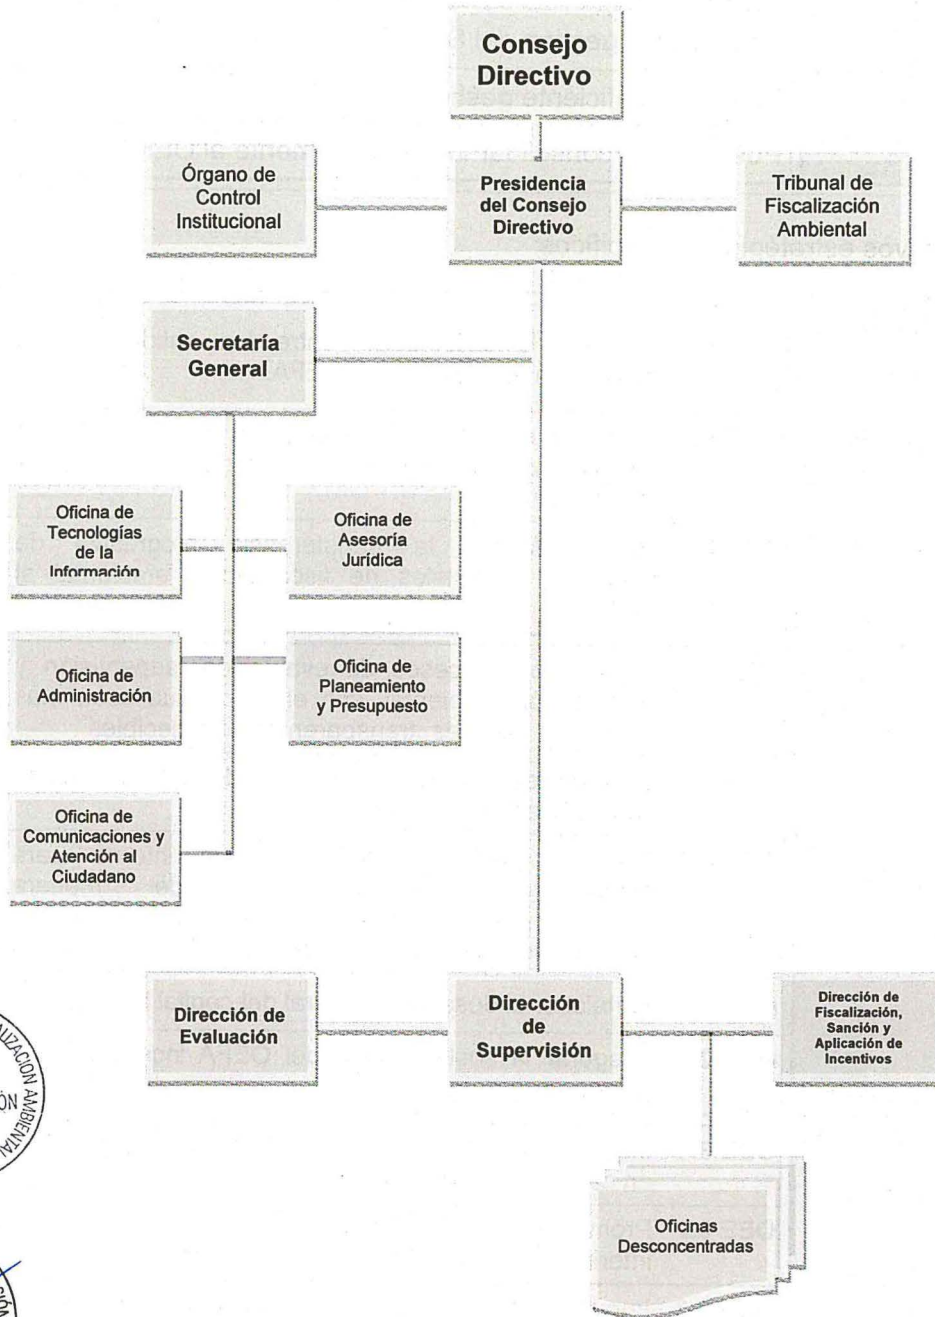 Consejo
Directivo
Órgano de
Control
Institucional
Presidencia
del Consejo
Directivo
Tribunal de
Fiscalización
Ambiental
Secretaría
General
Oficina de
Tecnologías
de la
Información
Oficina de
Asesoría
Jurídica
Oficina de
Administración
Oficina de
Planeamiento
y Presupuesto
Oficina de
Comunicaciones y
Atención al
Ciudadano
Dirección de
Evaluación
Dirección
de
Supervisión
Dirección de
Fiscalización,
Sanción y
Aplicación de
Incentivos
Oficinas
Desconcentradas
AMBIENTAL